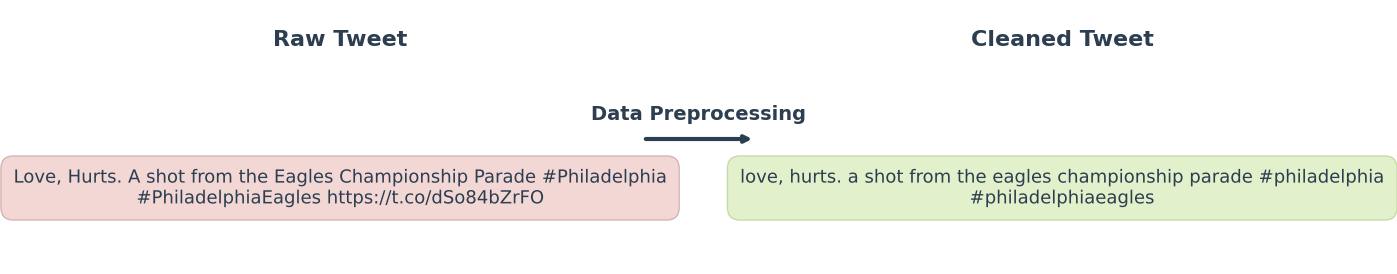 Raw Tweet
Cleaned Tweet
Data Preprocessing
Love, Hurts. A shot from the Eagles Championship Parade #Philadelphia
#PhiladelphiaEagles https://t.co/dSo84bZrFO
love, hurts. a shot from the eagles championship parade #philadelphia
#philadelphiaeagles